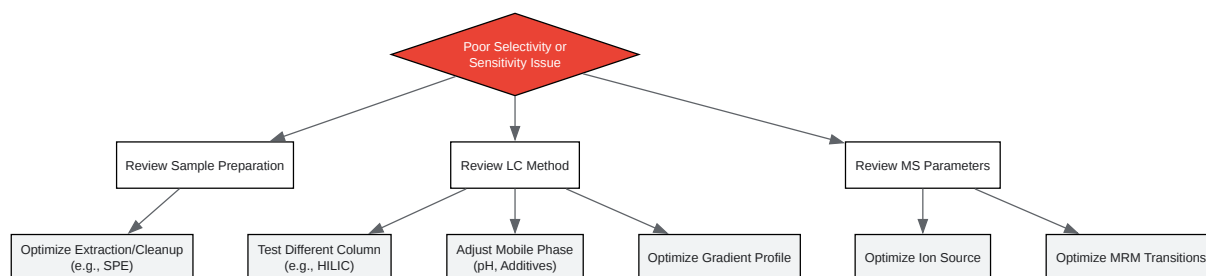 Poor Selectivity or
Sensitivity Issue
Review Sample Preparation
Review LC Method
Review MS Parameters
Optimize Extraction/Cleanup
(e.g., SPE)
Test Different Column
(e.g., HILIC)
Adjust Mobile Phase
(pH, Additives)
Optimize Gradient Profile
Optimize Ion Source
Optimize MRM Transitions